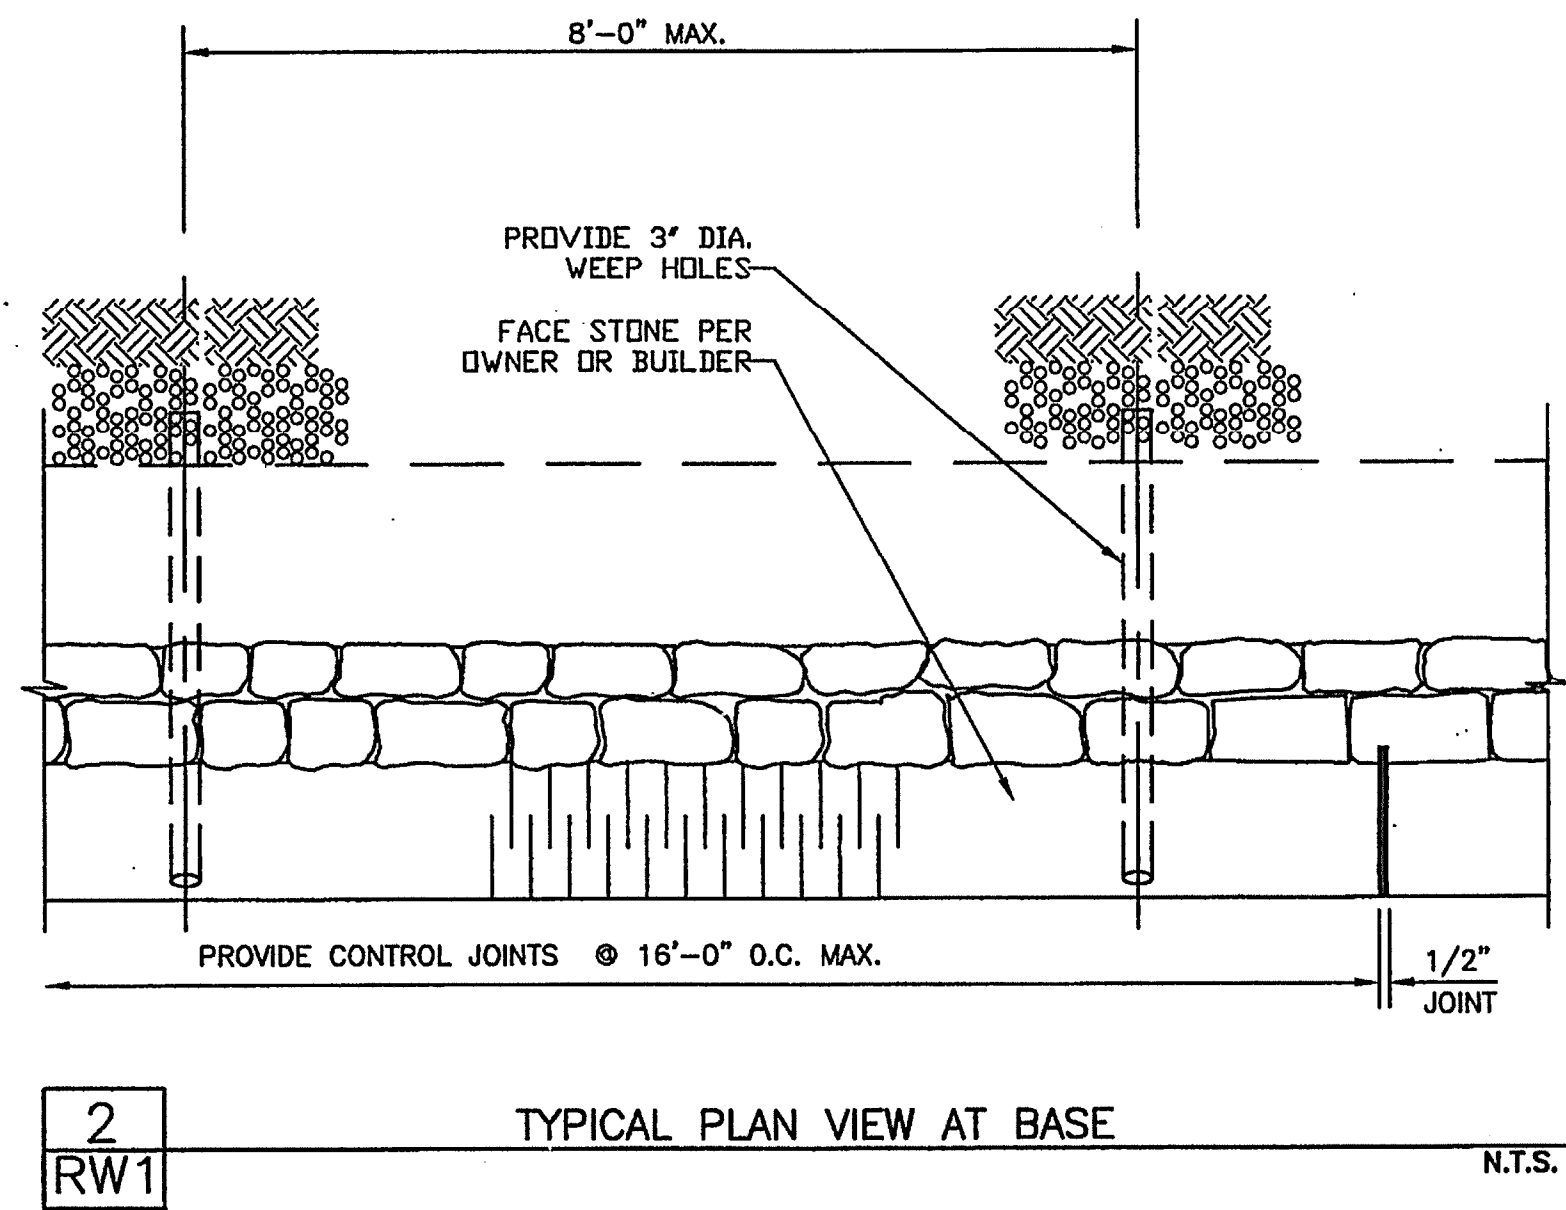 8'-0" MAX.
PROVIDE 3" DIA.
WEEP HOLES
FACE STONE PER
OWNER OR BUILDER
PROVIDE CONTROL JOINTS @ 16'-0" O.C. MAX.
1/2"
JOINT
2
RW1
TYPICAL PLAN VIEW AT BASE
N.T.S.